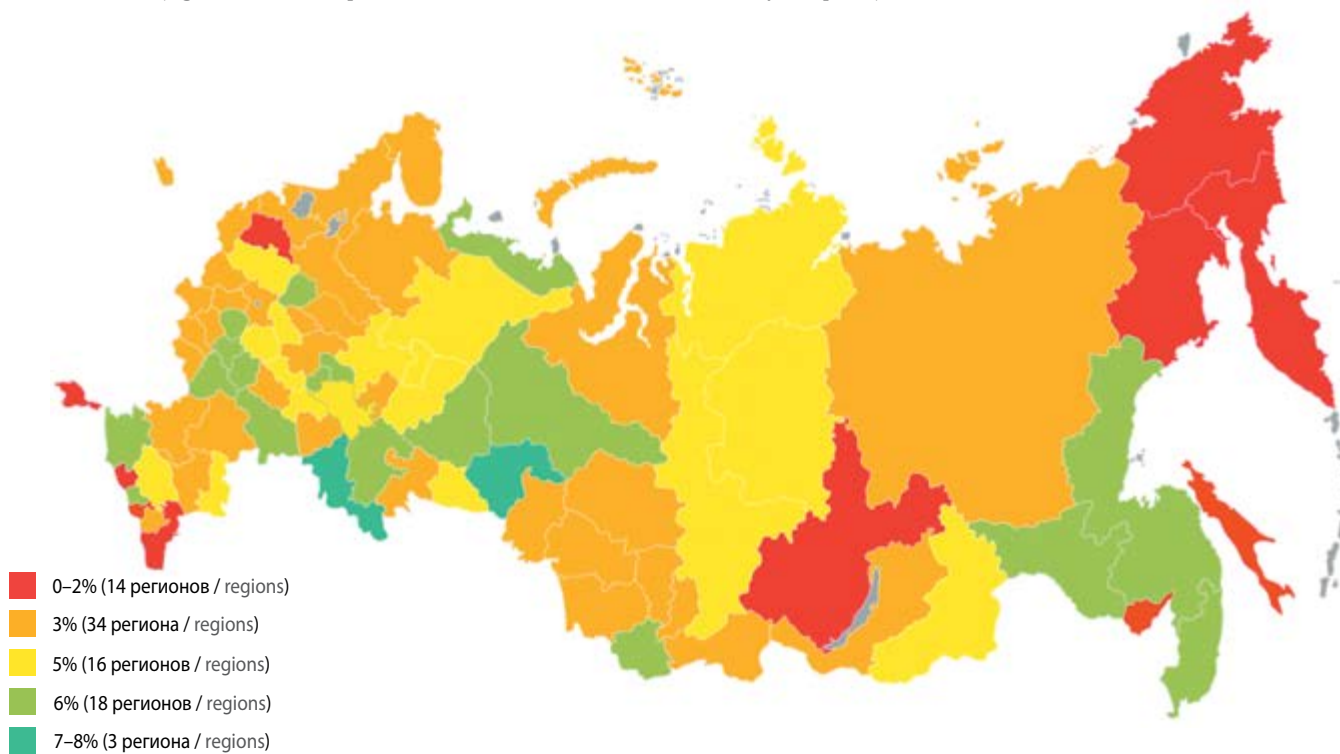 0–2% (14 регионов / regions)
3% (34 региона / regions)
5% (16 регионов / regions)
6% (18 регионов / regions)
7–8% (3 региона / regions)